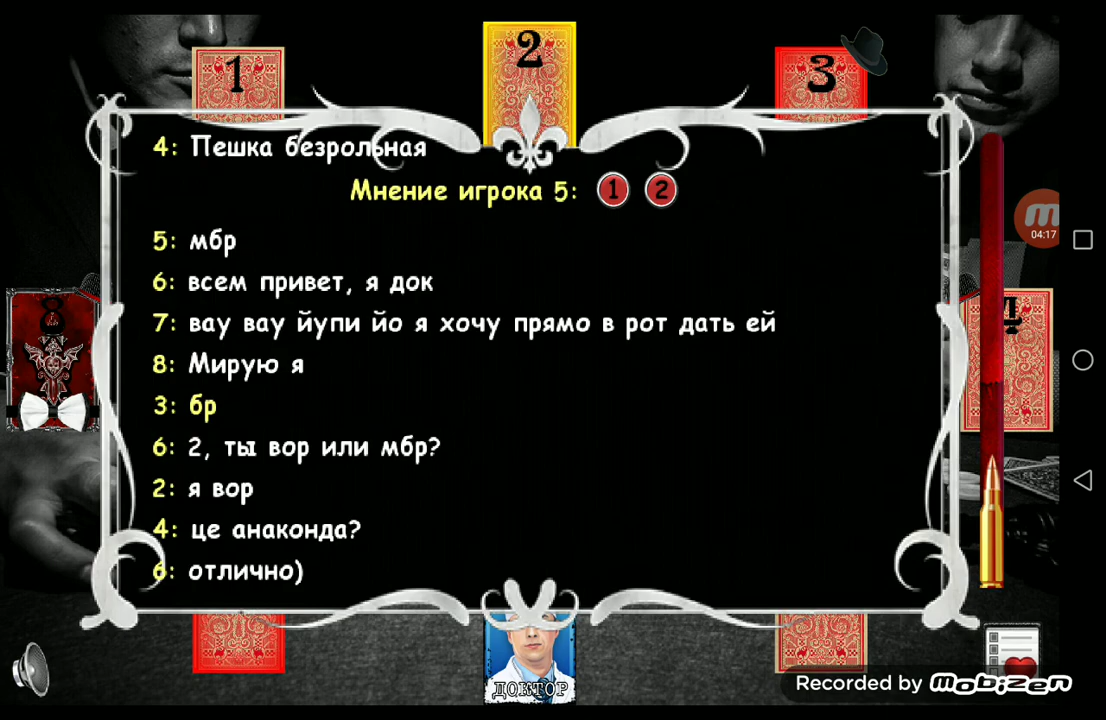 1
2
3
4: Пешка безрольная
Мнение игрока 5: 1 2
5: мбр
6: всем привет, я док
7: вау вау йупи йо я хочу прямо в рот дать ей
8: Мирую я
3: бр
6: 2, ты вор или мбр?
2: я вор
4: це анаконда?
6: отлично)
8
4
04:17
ДОКТОР
Recorded by Mobizen